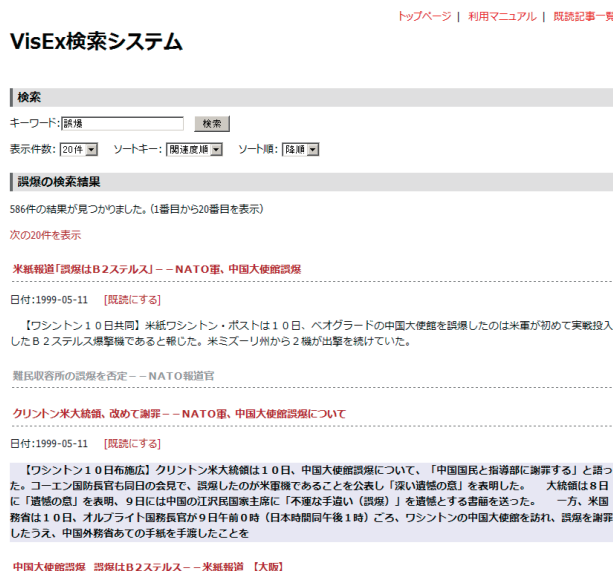 トップページ | 利用マニュアル | 既読記事一覧
VisEx検索システム
検索
キーワード: 誤爆 検索
表示件数: 20件 ソートキー: 関連度順 ソート順: 降順
誤爆の検索結果
586件の結果が見つかりました。(1番目から20番目を表示)
次の20件を表示
米紙報道「誤爆はB2ステルス」－－NATO軍、中国大使館誤爆
日付:1999-05-11 [既読にする]
【ワシントン１０日共同】米紙ワシントン・ポストは１０日、ベオグラードの中国大使館を誤爆したのは米軍が初めて実戦投入
したＢ２ステルス爆撃機であると報じた。米ミズーリ州から２機が出撃を続けていた。
難民収容所の誤爆を否定－－NATO報道官
クリントン米大統領、改めて謝罪－－NATO軍、中国大使館誤爆について
日付:1999-05-11 [既読にする]
【ワシントン１０日布施広】クリントン米大統領は１０日、中国大使館誤爆について、「中国国民と指導部に謝罪する」と語っ
た。コーエン国防長官も同日の会見で、誤爆したのが米軍機であることを公表し「深い遺憾の意」を表明した。 大統領は８日
に「遺憾の意」を表明、９日には中国の江沢民国家主席に「不運な手違い（誤爆）」を遺憾とする書簡を送った。 一方、米国
務省は１０日、オルブライト国務長官が９日午前０時（日本時間同午後１時）ごろ、ワシントンの中国大使館を訪れ、誤爆を謝罪
したうえ、中国外務省あての手紙を手渡したことを
中国大使館誤爆 誤爆はB2ステルス－－米紙報道 【大阪】